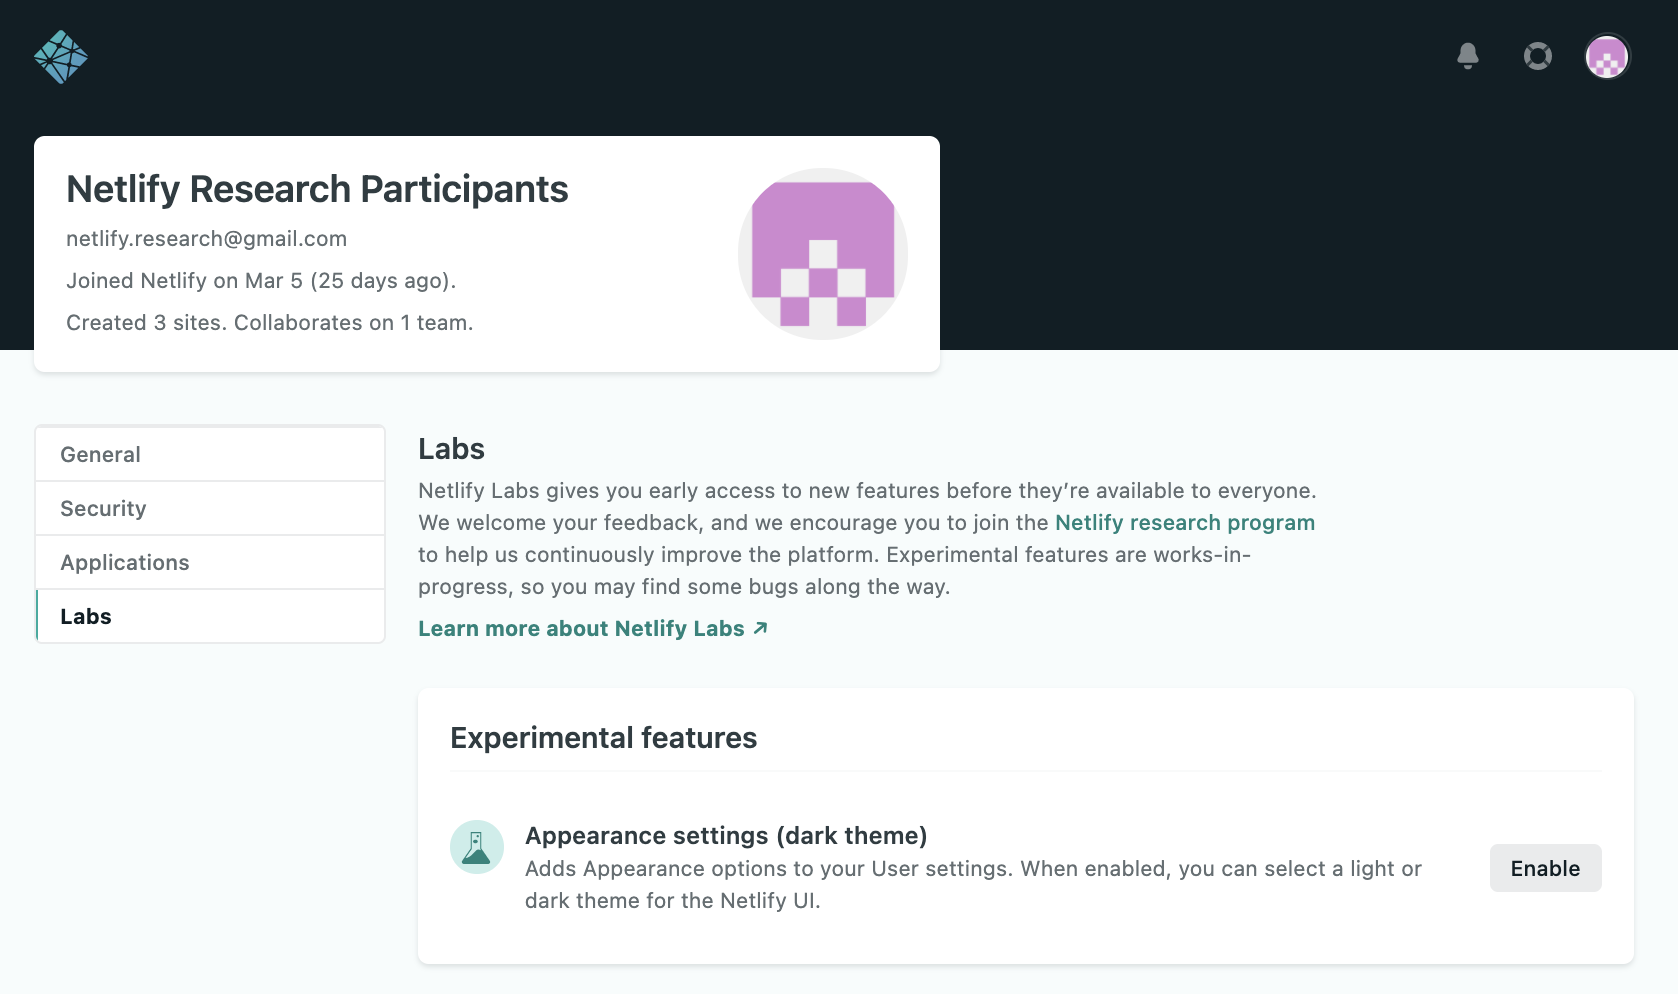 Netlify Research Participants
netlify.research@gmail.com
Joined Netlify on Mar 5 (25 days ago).
Created 3 sites. Collaborates on 1 team.
General
Security
Applications
Labs
Labs
Netlify Labs gives you early access to new features before they’re available to everyone.
We welcome your feedback, and we encourage you to join the Netlify research program
to help us continuously improve the platform. Experimental features are works-in-
progress, so you may find some bugs along the way.
Learn more about Netlify Labs ↗
Experimental features
Appearance settings (dark theme)
Adds Appearance options to your User settings. When enabled, you can select a light or
dark theme for the Netlify UI.
Enable